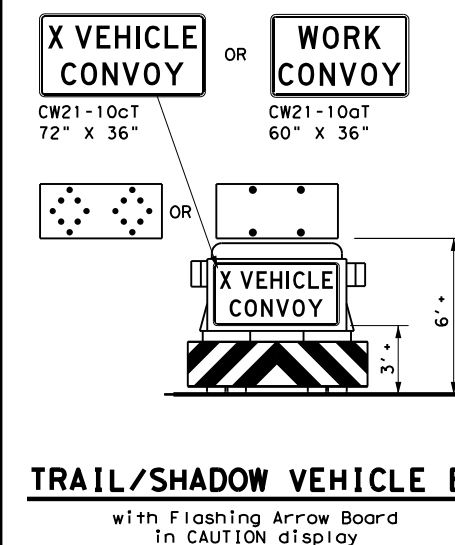 X VEHICLE
CONVOY
OR
WORK
CONVOY
CW21-10cT
72" X 36"
CW21-10aT
60" X 36"
OR
X VEHICLE
CONVOY
6'+
3'+
TRAIL/SHADOW VEHICLE
with Flashing Arrow Board
in CAUTION display